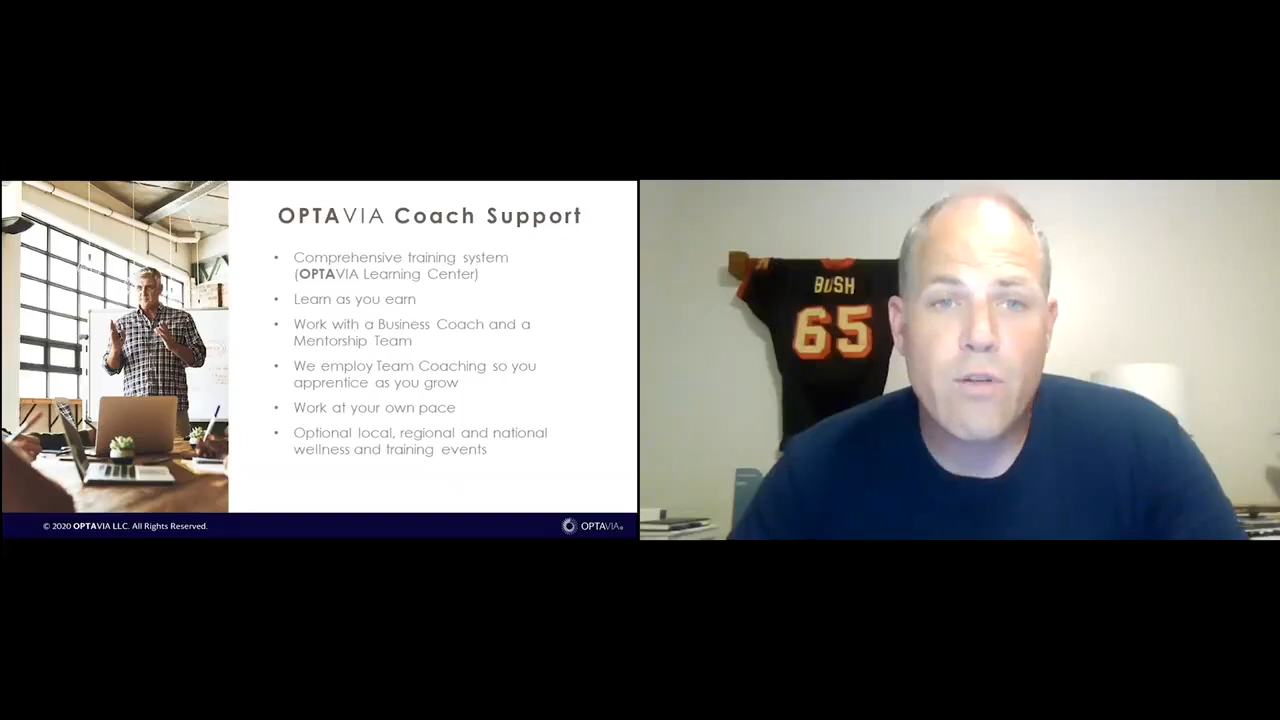 OPTAVIA Coach Support
• Comprehensive training system
(OPTAVIA Learning Center)
• Learn as you earn
• Work with a Business Coach and a
Mentorship Team
• We employ Team Coaching so you
apprentice as you grow
• Work at your own pace
• Optional local, regional and national
wellness and training events
© 2020 OPTAVIA LLC. All Rights Reserved.
OPTAVIA®
BUSH
65